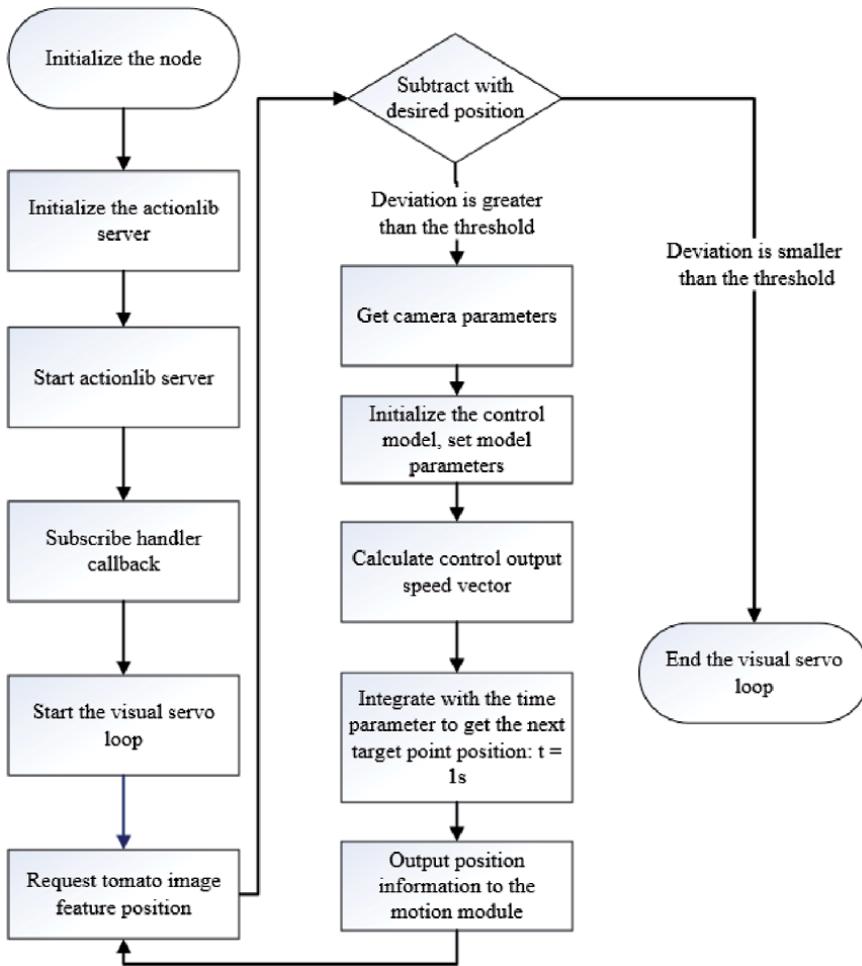 Initialize the node
Initialize the actionlib
server
Start actionlib server
Subscribe handler
callback
Start the visual servo
loop
Request tomato image
feature position
Subtract with
desired position
Deviation is greater
than the threshold
Get camera parameters
Initialize the control
model, set model
parameters
Calculate control output
speed vector
Integrate with the time
parameter to get the next
target point position: t =
1s
Output position
information to the
motion module
Deviation is smaller
than the threshold
End the visual servo
loop